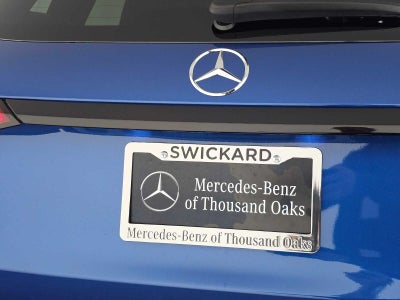 SWICKARD
Mercedes-Benz
of Thousand Oaks
Mercedes-Benz of Thousand Oaks